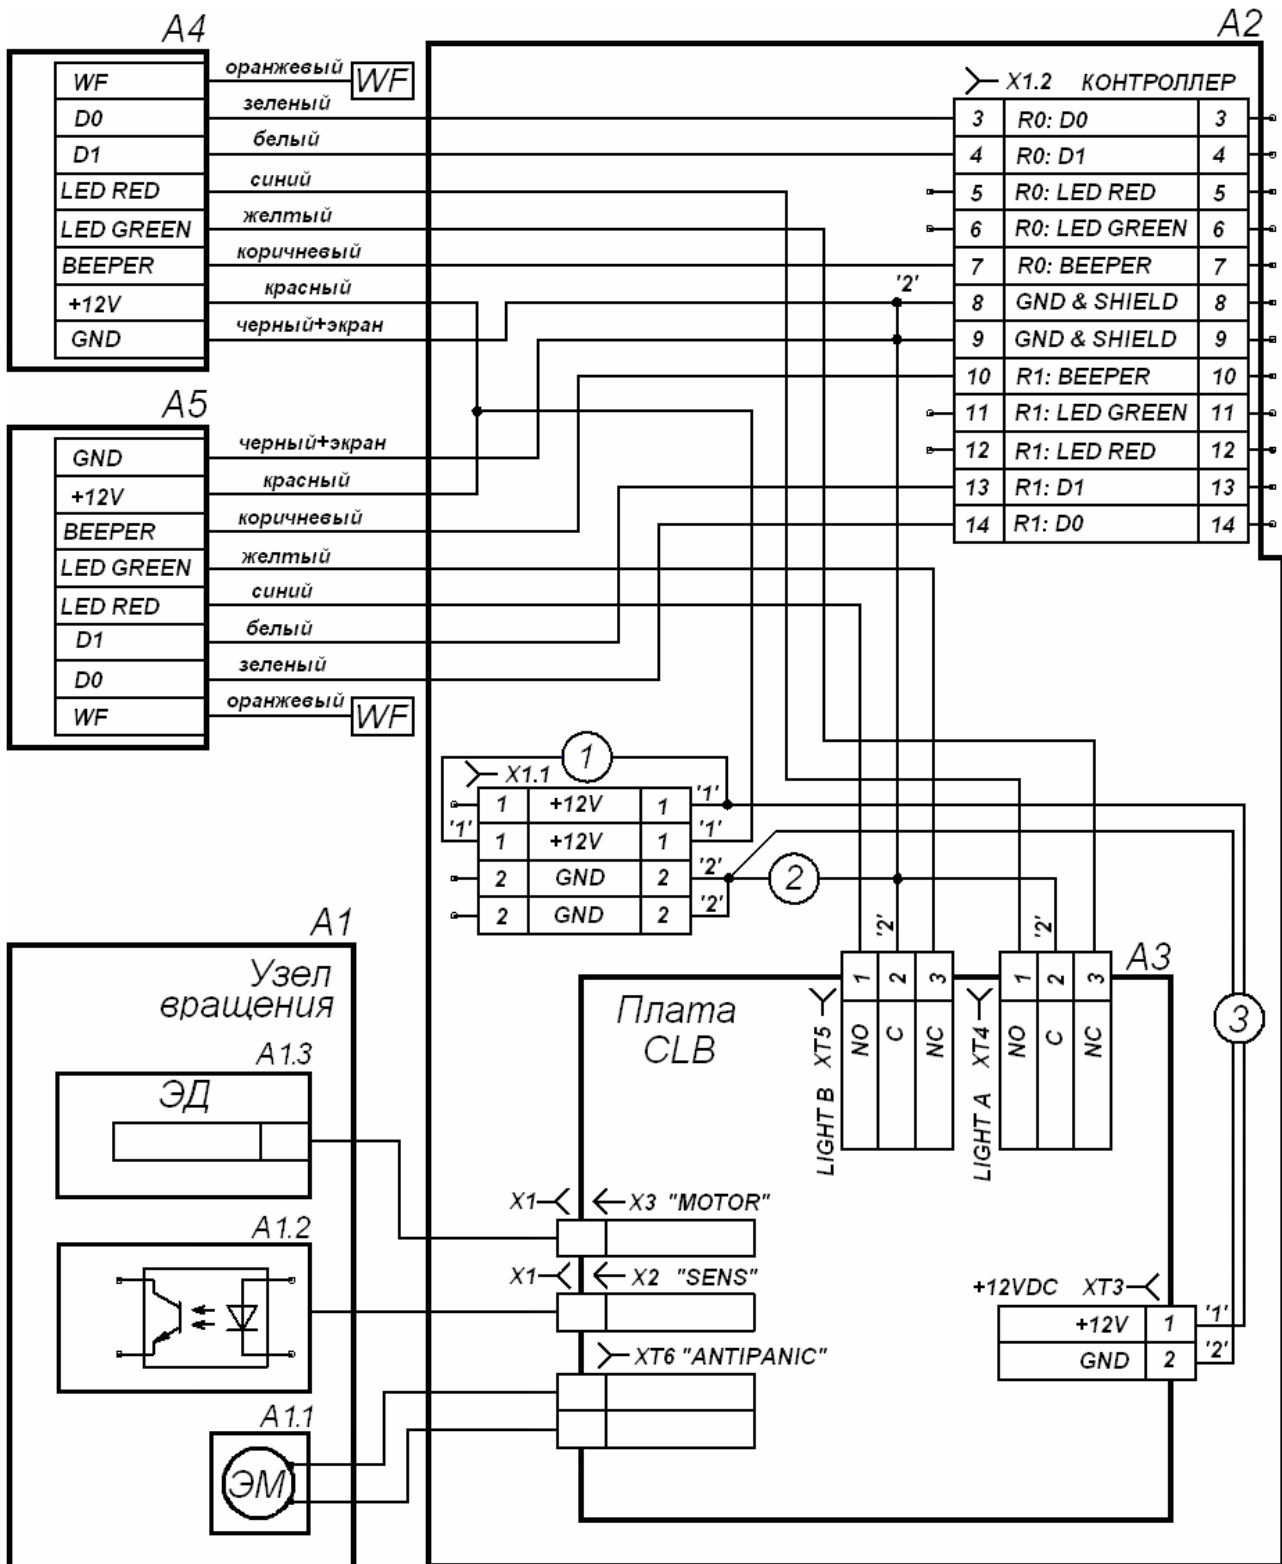 A4
WF
D0
D1
LED RED
LED GREEN
BEEPER
+12V
GND
оранжевый
WF
зеленый
белый
синий
желтый
коричневый
красный
черный+экран
A5
GND
+12V
BEEPER
LED GREEN
LED RED
D1
D0
WF
черный+экран
красный
коричневый
желтый
синий
белый
зеленый
оранжевый
WF
A2
X1.2 КОНТРОЛЛЕР
3 R0: D0 3
4 R0: D1 4
5 R0: LED RED 5
6 R0: LED GREEN 6
7 R0: BEEPER 7
'2'
8 GND & SHIELD 8
9 GND & SHIELD 9
10 R1: BEEPER 10
11 R1: LED GREEN 11
12 R1: LED RED 12
13 R1: D1 13
14 R1: D0 14
1
X1.1
1 +12V 1 '1'
'1' 1 +12V 1 '1'
2 GND 2 '2'
2 GND 2 '2'
2
'2'
'2'
A1
Узел
вращения
A1.3
ЭД
A1.2
A1.1
ЭМ
A3
Плата
CLB
LIGHT B XT5
1 NO
2 C
3 NC
LIGHT A XT4
1 NO
2 C
3 NC
3
X1 X3 "MOTOR"
X1 X2 "SENS"
XT6 "ANTIPANIC"
+12VDC XT3
+12V 1 '1'
GND 2 '2'